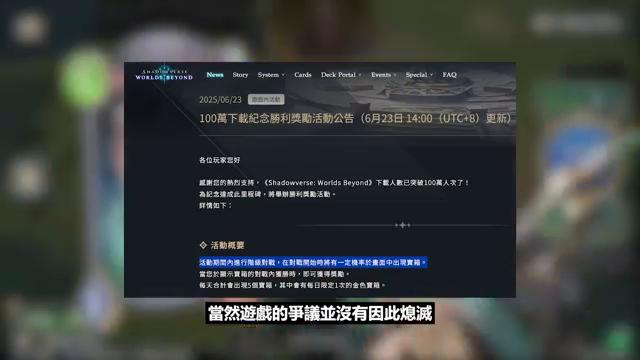 SHADOWVERSE
WORLDS BEYOND
News Story System Cards Deck Portal Events Special FAQ
2025/06/23 遊戲內活動
100萬下載紀念勝利獎勵活動公告（6月23日 14:00（UTC+8）更新）
各位玩家您好
感謝您的熱烈支持，《Shadowverse: Worlds Beyond》下載人數已突破100萬人次了！
為紀念達成此里程碑，將舉辦勝利獎勵活動。
詳情如下：
活動概要
活動期間內進行階級對戰，在對戰開始時將有一定機率於畫面中出現寶箱。
當您於顯示寶箱的對戰內獲勝時，即可獲得獎勵。
每天合計會出現5個寶箱，其中會有每日限定1次的金色寶箱。
當然遊戲的爭議並沒有因此熄滅